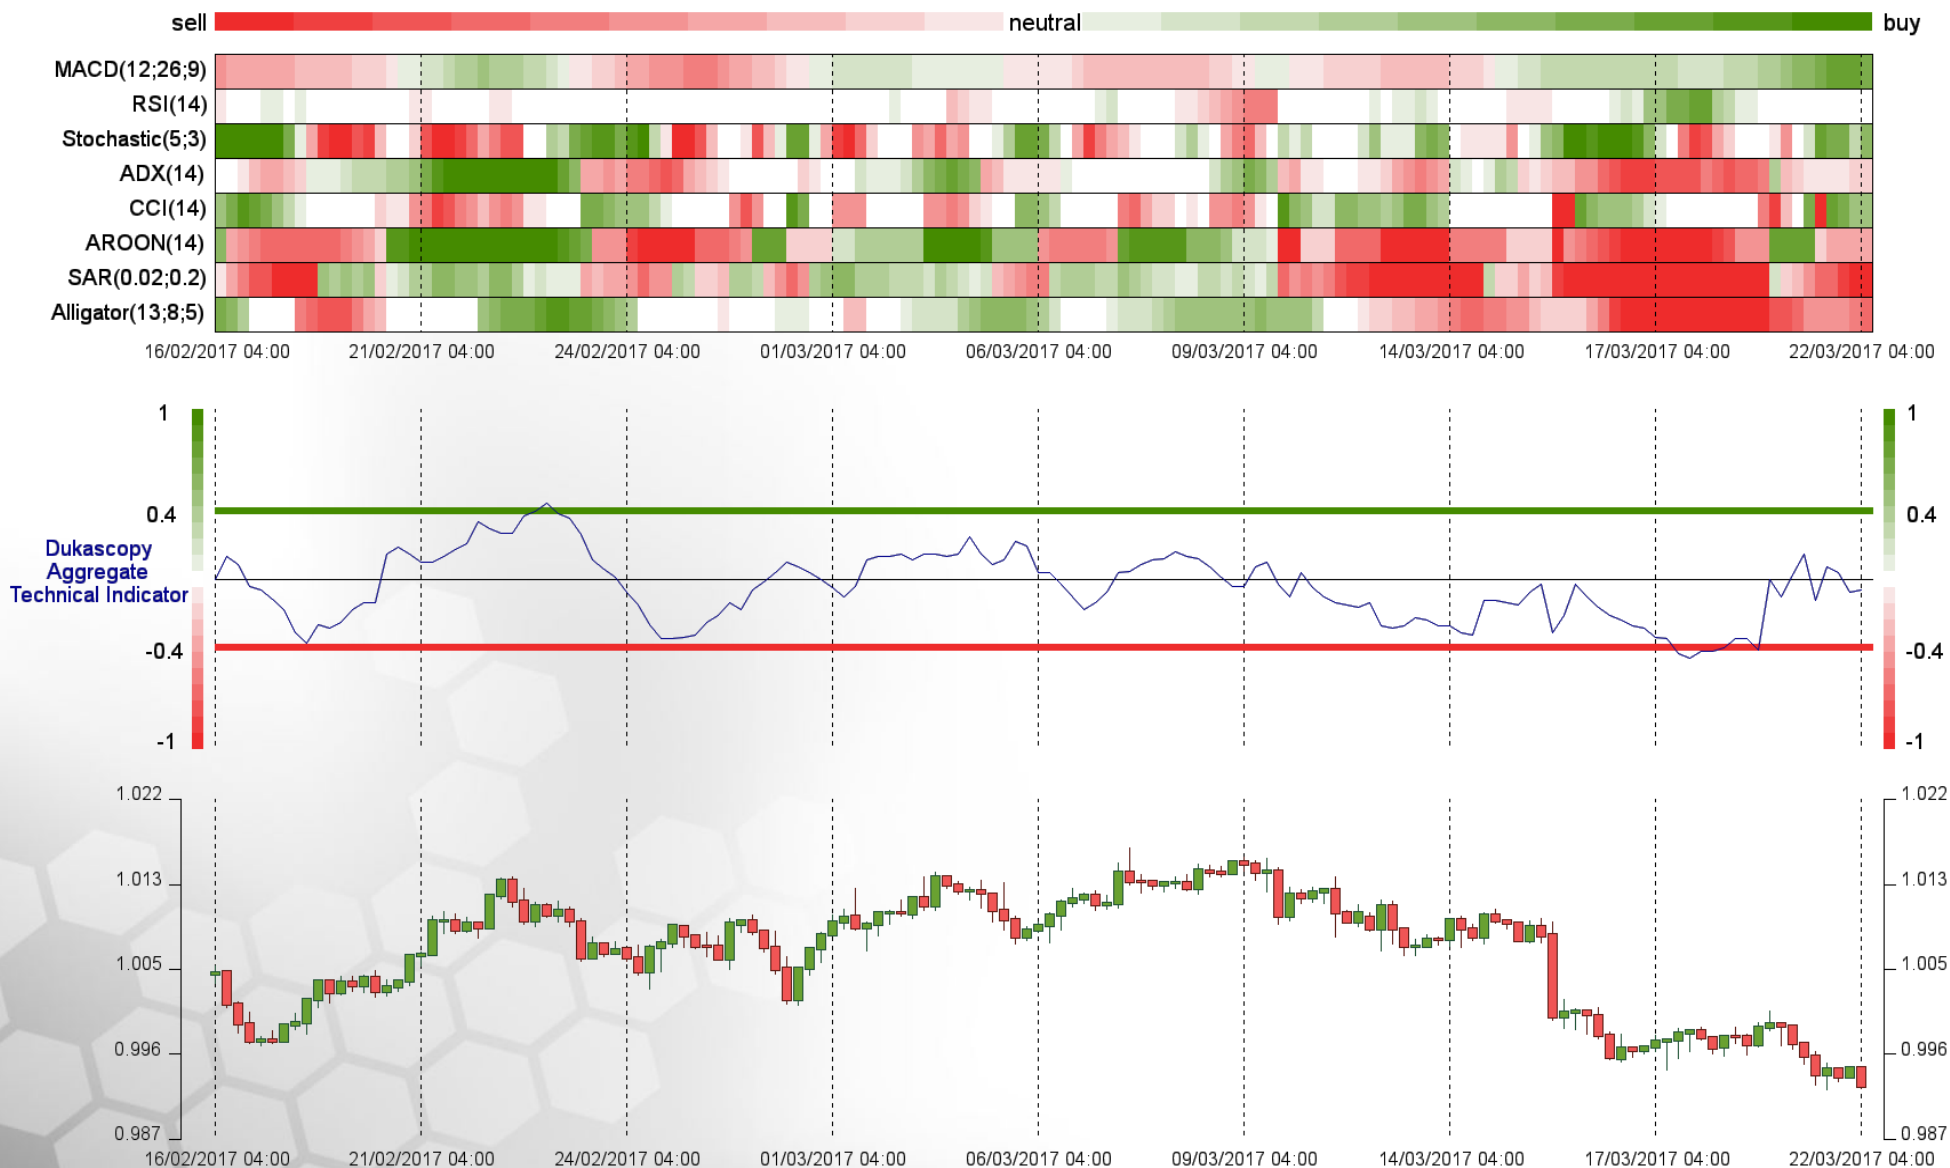 sell neutral buy
MACD(12;26;9)
RSI(14)
Stochastic(5;3)
ADX(14)
CCI(14)
AROON(14)
SAR(0.02;0.2)
Alligator(13;8;5)
16/02/2017 04:00 21/02/2017 04:00 24/02/2017 04:00 01/03/2017 04:00 06/03/2017 04:00 09/03/2017 04:00 14/03/2017 04:00 17/03/2017 04:00 22/03/2017 04:00
1 1
0.4 0.4
Dukascopy
Aggregate
Technical Indicator
-0.4 -0.4
-1 -1
1.022 1.022
1.013 1.013
1.005 1.005
0.996 0.996
0.987 0.987
16/02/2017 04:00 21/02/2017 04:00 24/02/2017 04:00 01/03/2017 04:00 06/03/2017 04:00 09/03/2017 04:00 14/03/2017 04:00 17/03/2017 04:00 22/03/2017 04:00